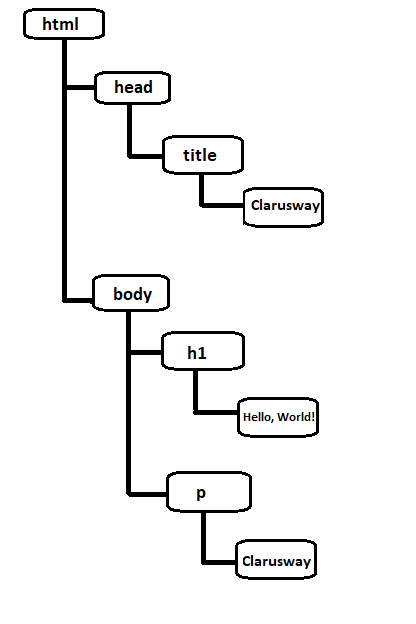 html
head
title
Clarusway
body
h1
Hello, World!
p
Clarusway